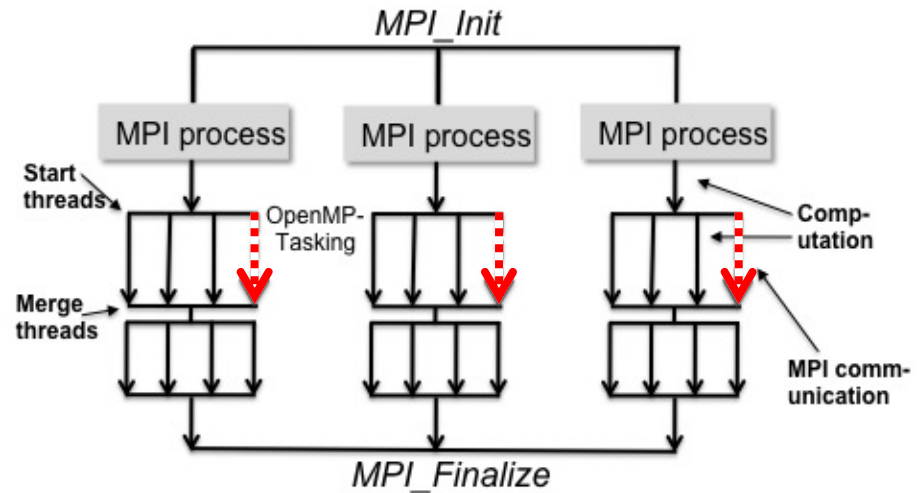 MPI_Init
MPI process
MPI process
MPI process
Start
threads
OpenMP-
Tasking
Comp-
utation
Merge
threads
MPI comm-
unication
MPI_Finalize